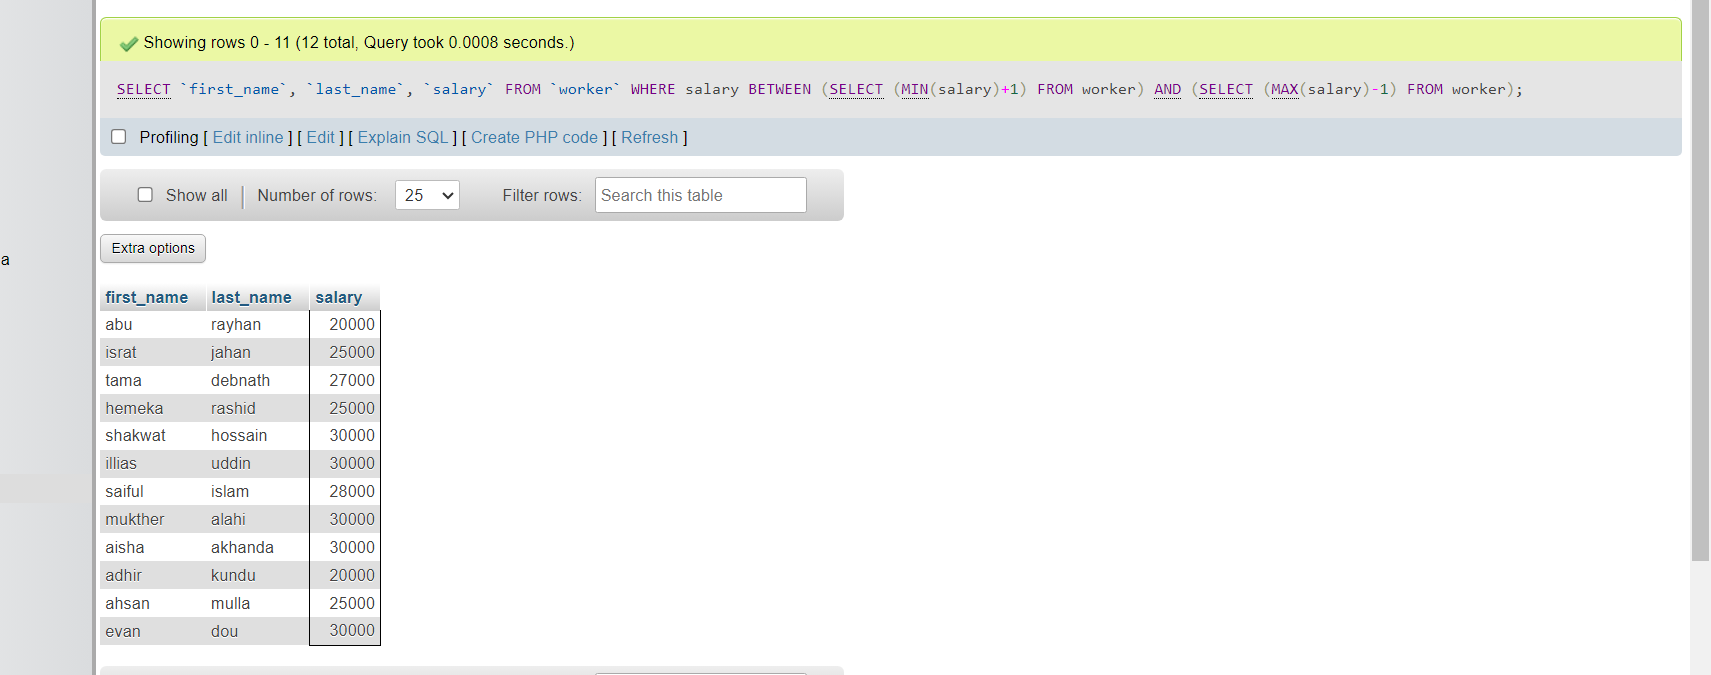 Showing rows 0 - 11 (12 total, Query took 0.0008 seconds.)
SELECT `first_name`, `last_name`, `salary` FROM `worker` WHERE salary BETWEEN (SELECT (MIN(salary)+1) FROM worker) AND (SELECT (MAX(salary)-1) FROM worker);
Profiling [ Edit inline ] [ Edit ] [ Explain SQL ] [ Create PHP code ] [ Refresh ]
Show all | Number of rows: 25 Filter rows: Search this table
Extra options
a
first_name last_name salary
abu rayhan 20000
israt jahan 25000
tama debnath 27000
hemeka rashid 25000
shakwat hossain 30000
illias uddin 30000
saiful islam 28000
mukther alahi 30000
aisha akhanda 30000
adhir kundu 20000
ahsan mulla 25000
evan dou 30000